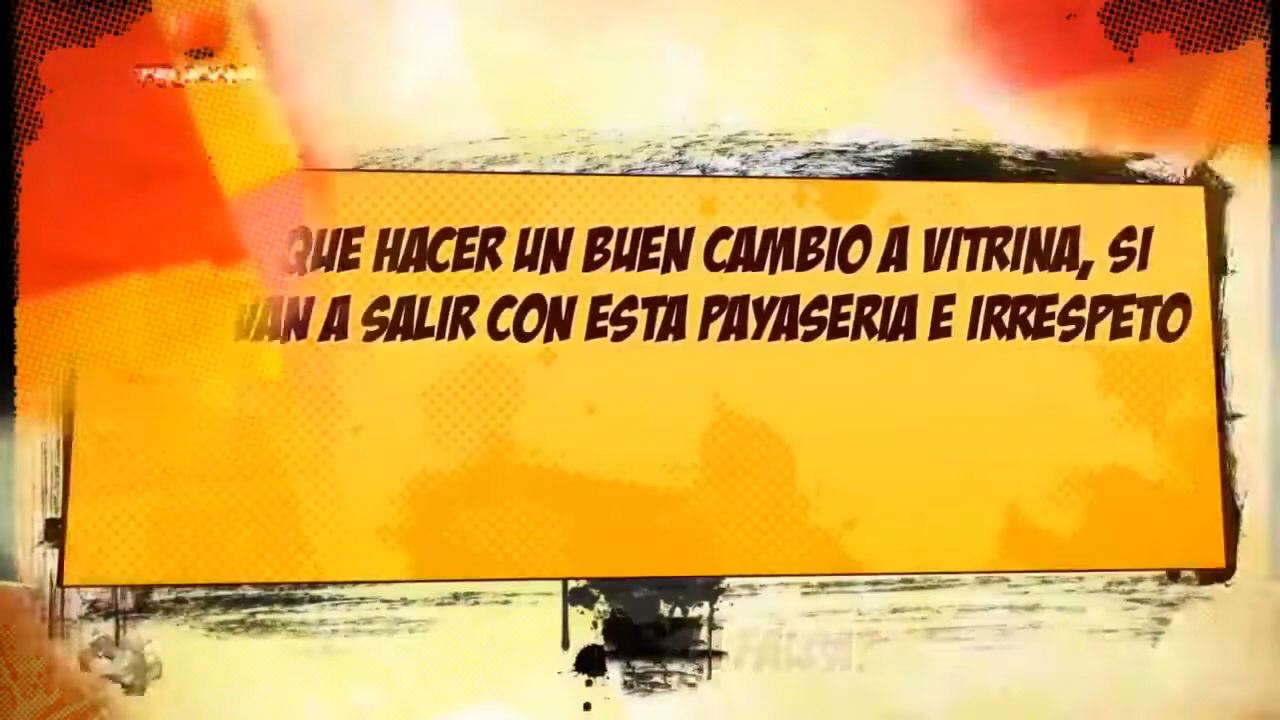 QUE HACER UN BUEN CAMBIO A VITRINA, SI
VAN A SALIR CON ESTA PAYASERIA E IRRESPETO